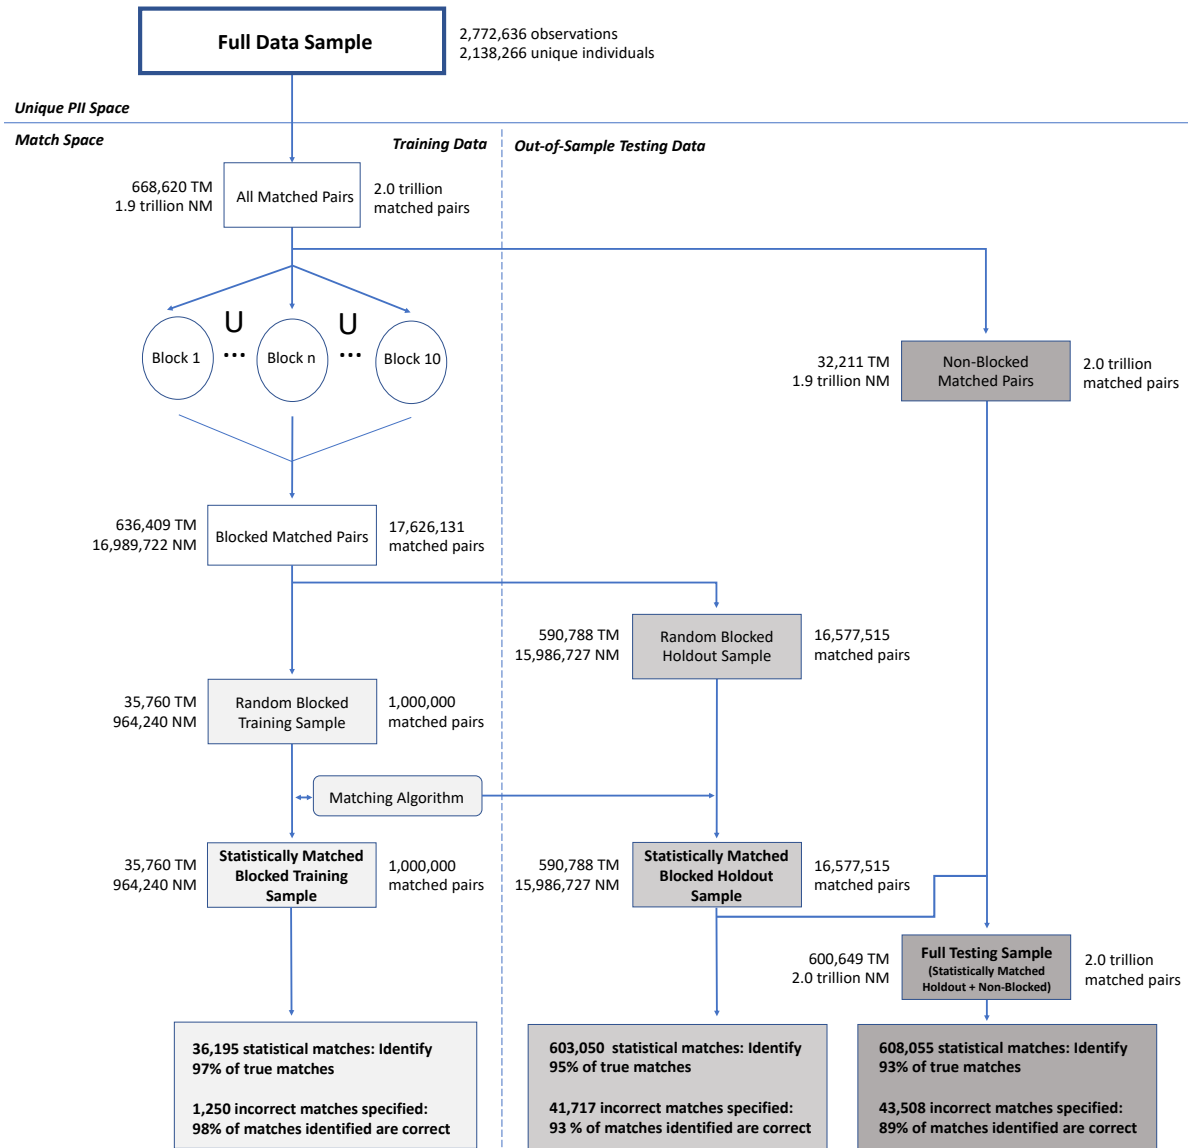 Full Data Sample
2,772,636 observations
2,138,266 unique individuals
Unique PII Space
Match Space
Training Data
Out-of-Sample Testing Data
668,620 TM
1.9 trillion NM
All Matched Pairs
2.0 trillion
matched pairs
Block 1
U
...
Block n
U
...
Block 10
32,211 TM
1.9 trillion NM
Non-Blocked
Matched Pairs
2.0 trillion
matched pairs
636,409 TM
16,989,722 NM
Blocked Matched Pairs
17,626,131
matched pairs
590,788 TM
15,986,727 NM
Random Blocked
Holdout Sample
16,577,515
matched pairs
35,760 TM
964,240 NM
Random Blocked
Training Sample
1,000,000
matched pairs
Matching Algorithm
35,760 TM
964,240 NM
Statistically Matched
Blocked Training
Sample
1,000,000
matched pairs
590,788 TM
15,986,727 NM
Statistically Matched
Blocked Holdout
Sample
16,577,515
matched pairs
600,649 TM
2.0 trillion NM
Full Testing Sample
(Statistically Matched
Holdout + Non-Blocked)
2.0 trillion
matched pairs
36,195 statistical matches: Identify
97% of true matches
1,250 incorrect matches specified:
98% of matches identified are correct
603,050 statistical matches: Identify
95% of true matches
41,717 incorrect matches specified:
93 % of matches identified are correct
608,055 statistical matches: Identify
93% of true matches
43,508 incorrect matches specified:
89% of matches identified are correct